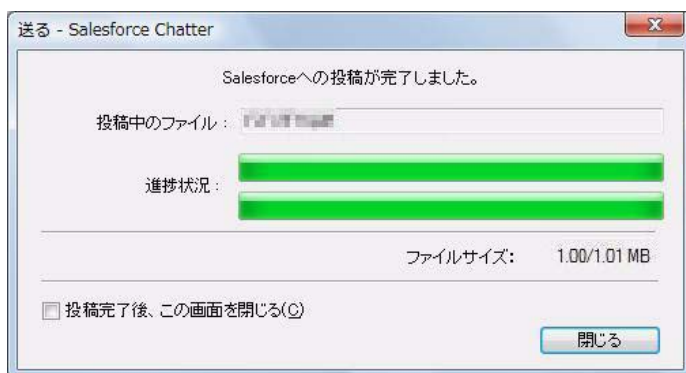 送る - Salesforce Chatter
Salesforceへの投稿が完了しました。
投稿中のファイル :
進捗状況 :
ファイルサイズ: 1.00/1.01 MB
投稿完了後、この画面を閉じる(C)
閉じる